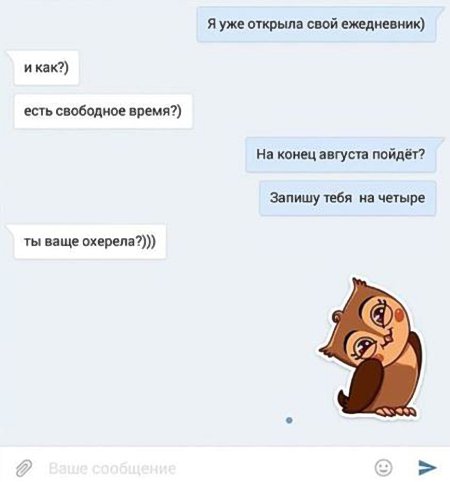 Я уже открыла свой ежедневник)
и как?)
есть свободное время?)
На конец августа пойдёт?
Запишу тебя на четыре
ты ваще охерела?)))
Ваше сообщение